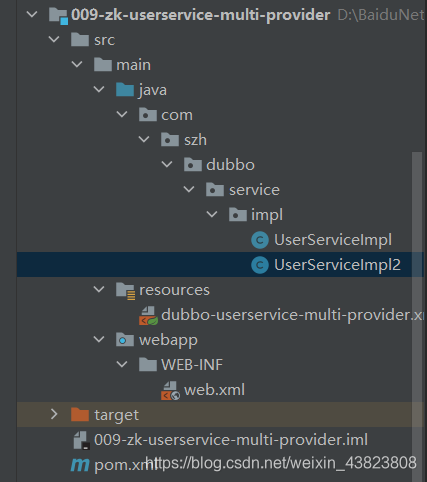 009-zk-userservice-multi-provider D:\BaiduNet
src
main
java
com
szh
dubbo
service
impl
C UserServiceImpl
C UserServiceImpl2
resources
dubbo-userservice-multi-provider.x
webapp
WEB-INF
web.xml
target
009-zk-userservice-multi-provider.iml
m pom.xml
https://blog.csdn.net/weixin_43823808